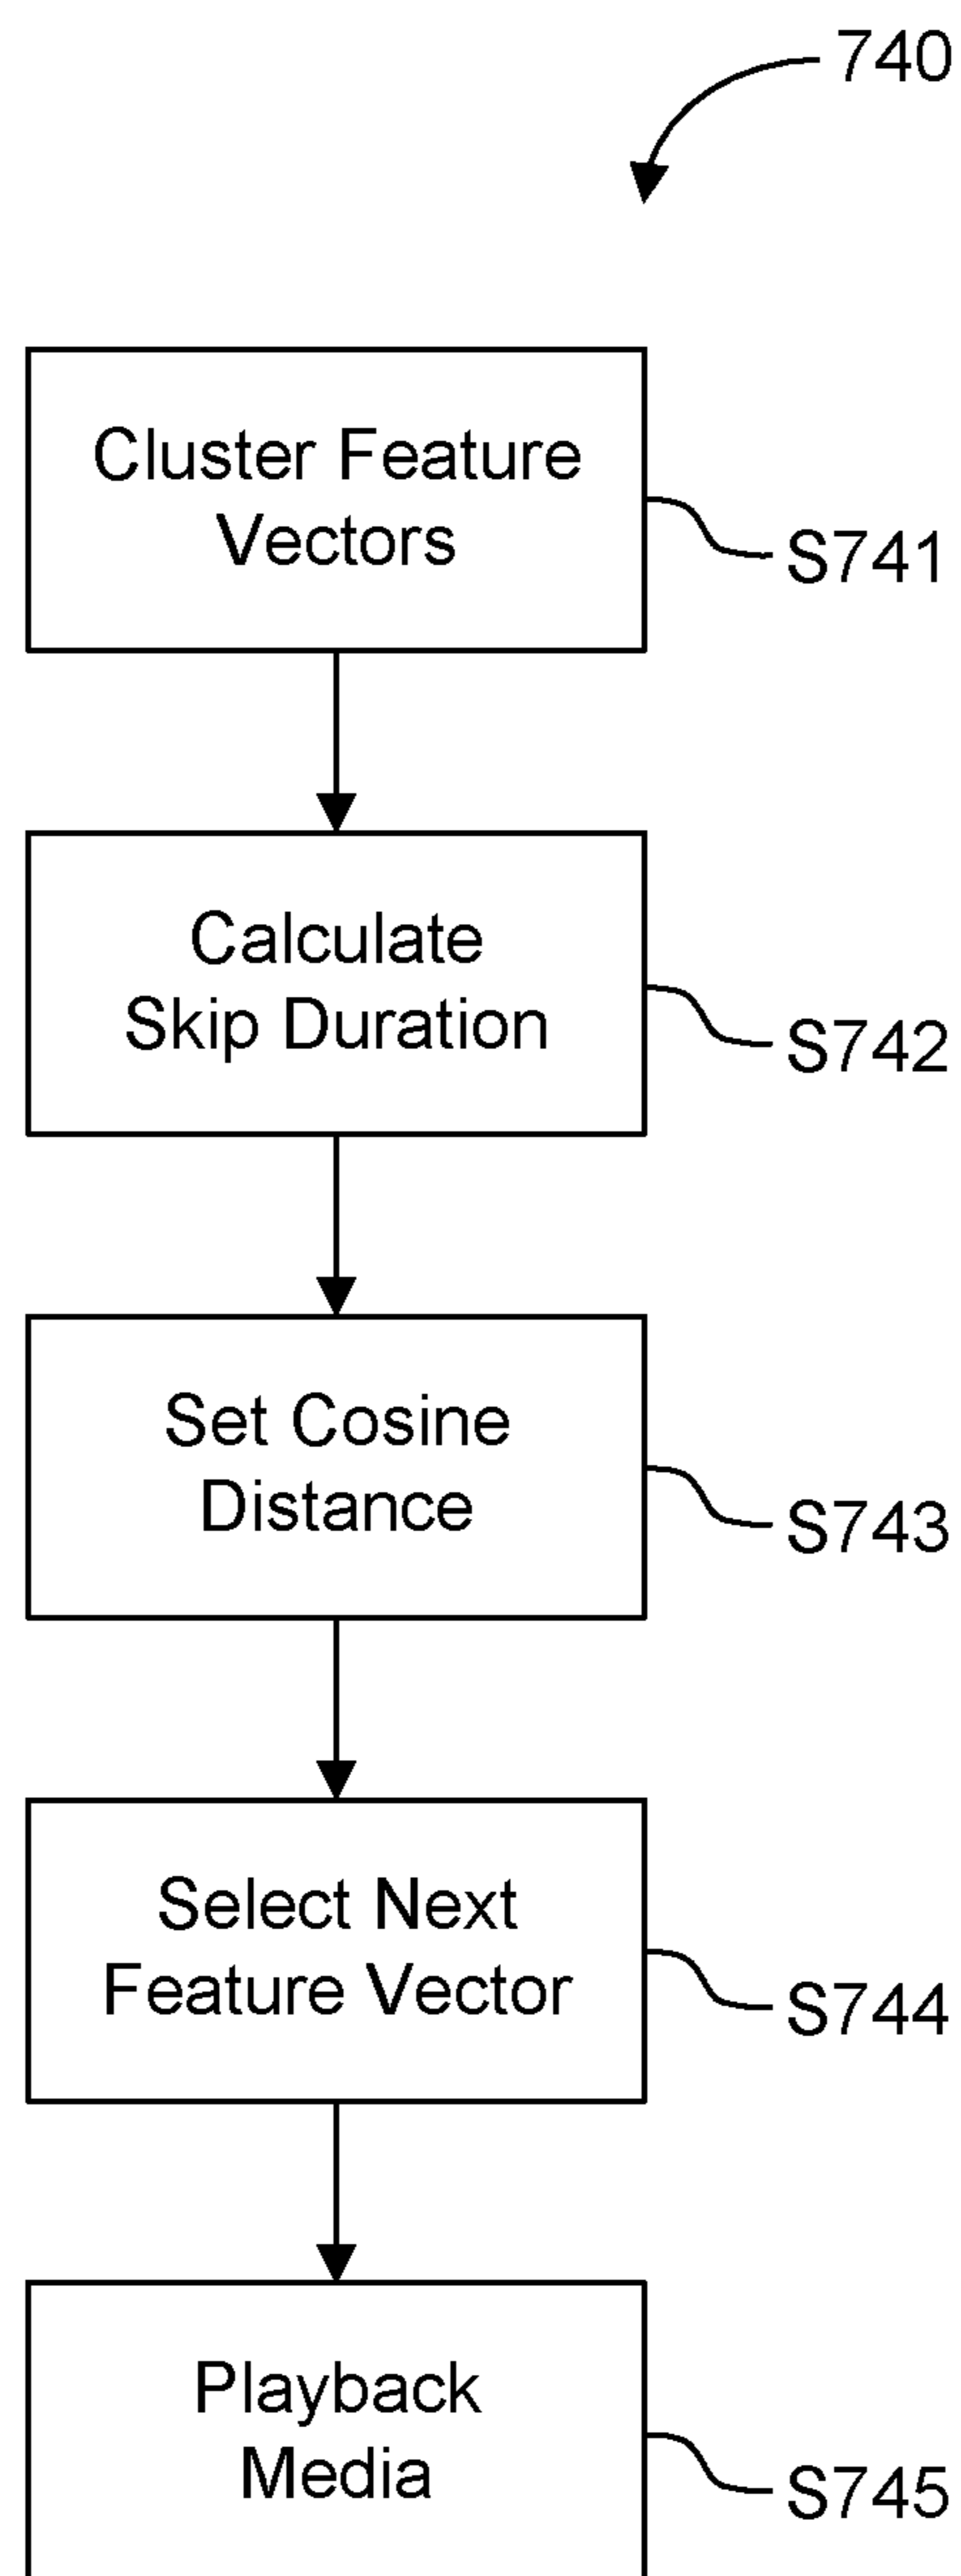 740
Cluster Feature
Vectors
S741
Calculate
Skip Duration
S742
Set Cosine
Distance
S743
Select Next
Feature Vector
S744
Playback
Media
S745